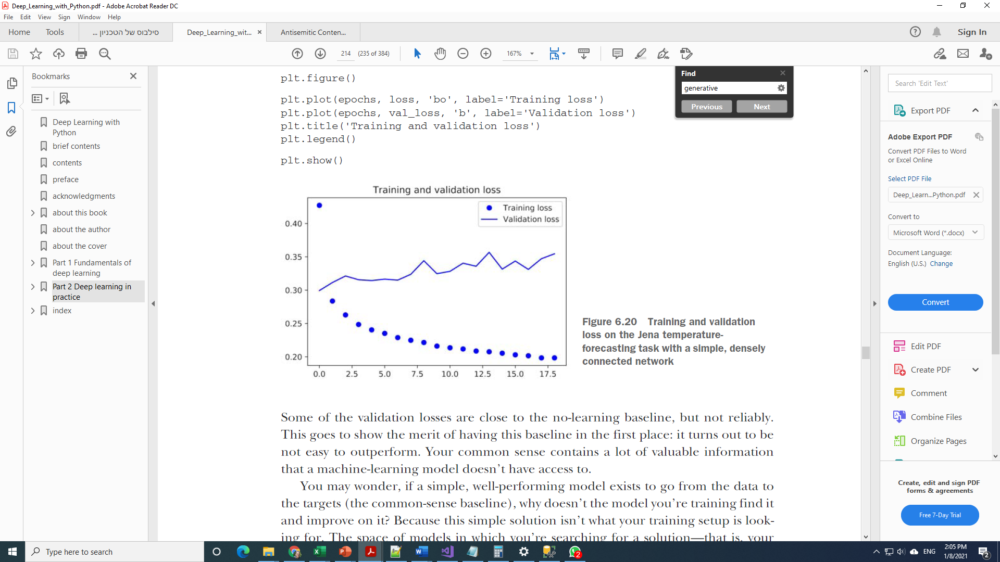 Deep_Learning_with_Python.pdf - Adobe Acrobat Reader DC
File Edit View Sign Window Help
Home Tools
סילבוס של הטכניון ...
Deep_Learning_wit...
Antisemitic Conten...
Sign In
214 (235 of 384)
167%
Bookmarks
Deep Learning with
Python
brief contents
contents
preface
acknowledgments
about this book
about the author
about the cover
Part 1 Fundamentals of
deep learning
Part 2 Deep learning in
practice
index
plt.figure()
plt.plot(epochs, loss, 'bo', label='Training loss')
plt.plot(epochs, val_loss, 'b', label='Validation loss')
plt.title('Training and validation loss')
plt.legend()
plt.show()
Training and validation loss
Training loss
Validation loss
0.40
0.35
0.30
0.25
0.20
0.0 2.5 5.0 7.5 10.0 12.5 15.0 17.5
Figure 6.20 Training and validation
loss on the Jena temperature-
forecasting task with a simple, densely
connected network
Some of the validation losses are close to the no-learning baseline, but not reliably.
This goes to show the merit of having this baseline in the first place: it turns out to be
not easy to outperform. Your common sense contains a lot of valuable information
that a machine-learning model doesn't have access to.
You may wonder, if a simple, well-performing model exists to go from the data to
the targets (the common-sense baseline), why doesn't the model you're training find it
and improve on it? Because this simple solution isn't what your training setup is look-
ing for. The space of models in which you're searching for a solution—that is, your
Find
generative
Previous Next
Search 'Edit Text'
Export PDF
Adobe Export PDF
Convert PDF Files to Word
or Excel Online
Select PDF File
Deep_Learn...Python.pdf
Convert to
Microsoft Word (*.docx)
Document Language:
English (U.S.) Change
Convert
Edit PDF
Create PDF
Comment
Combine Files
Organize Pages
Create, edit and sign PDF
forms & agreements
Free 7-Day Trial
Type here to search
2
ENG
2:05 PM
1/8/2021
2